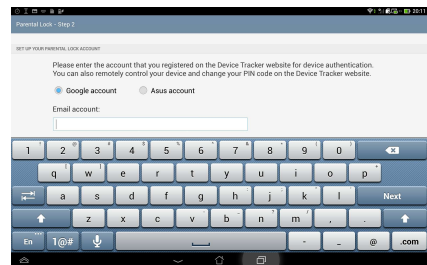 20:11
Parental Lock - Step 2
SET UP YOUR PARENTAL LOCK ACCOUNT
Please enter the account that you registered on the Device Tracker website for device authentication.
You can also remotely control your device and change your PIN code on the Device Tracker website.
Google account Asus account
Email account:
1 2 3 4 5 6 7 8 9 0
q w e r t y u i o p
a s d f g h j k l Next
z x c v b n m , .
En 1@# - _ @ .com